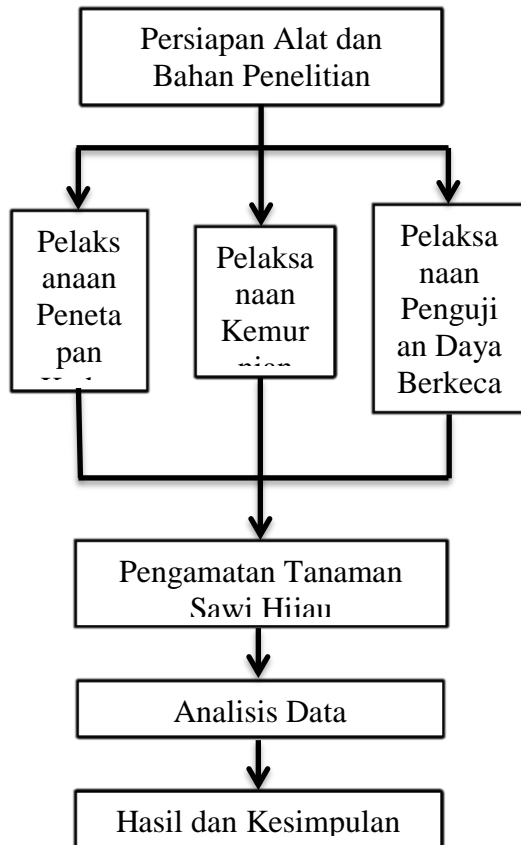 Persiapan Alat dan
Bahan Penelitian
Pelaks
anaan
Peneta
pan
Pelaksa
naan
Kemur
nian
Pelaksa
naan
Penguji
an Daya
Berkeca
Pengamatan Tanaman
Sawi Hijau
Analisis Data
Hasil dan Kesimpulan